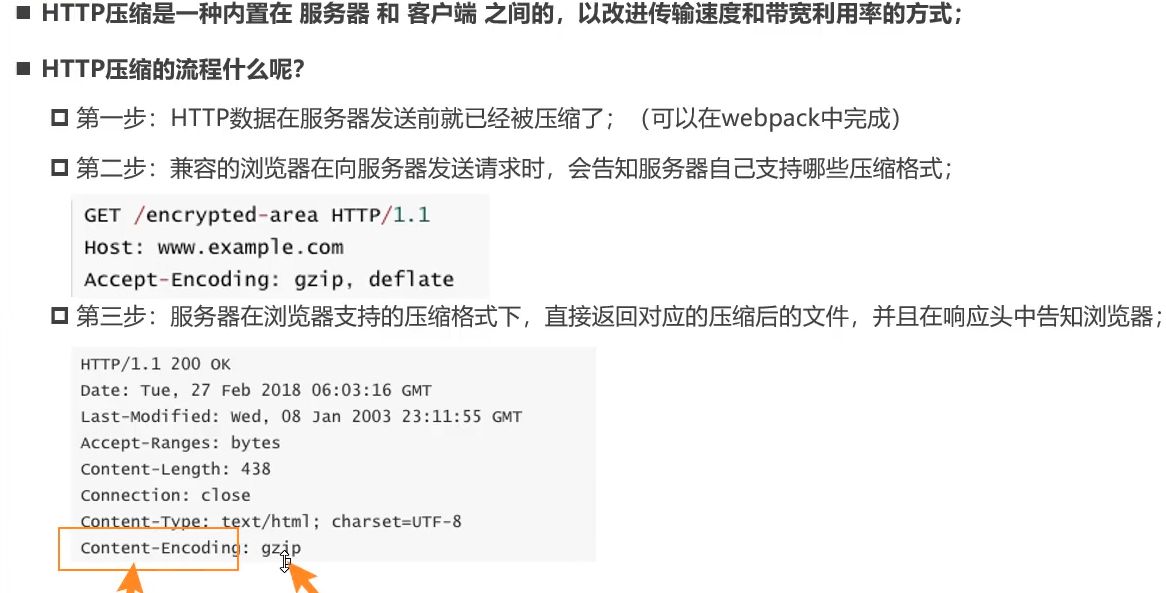 HTTP压缩是一种内置在 服务器 和 客户端 之间的，以改进传输速度和带宽利用率的方式；
HTTP压缩的流程什么呢？
第一步：HTTP数据在服务器发送前就已经被压缩了；（可以在webpack中完成）
第二步：兼容的浏览器在向服务器发送请求时，会告知服务器自己支持哪些压缩格式；
GET /encrypted-area HTTP/1.1
Host: www.example.com
Accept-Encoding: gzip, deflate
第三步：服务器在浏览器支持的压缩格式下，直接返回对应的压缩后的文件，并且在响应头中告知浏览器；
HTTP/1.1 200 OK
Date: Tue, 27 Feb 2018 06:03:16 GMT
Last-Modified: Wed, 08 Jan 2003 23:11:55 GMT
Accept-Ranges: bytes
Content-Length: 438
Connection: close
Content-Type: text/html; charset=UTF-8
Content-Encoding: gzip